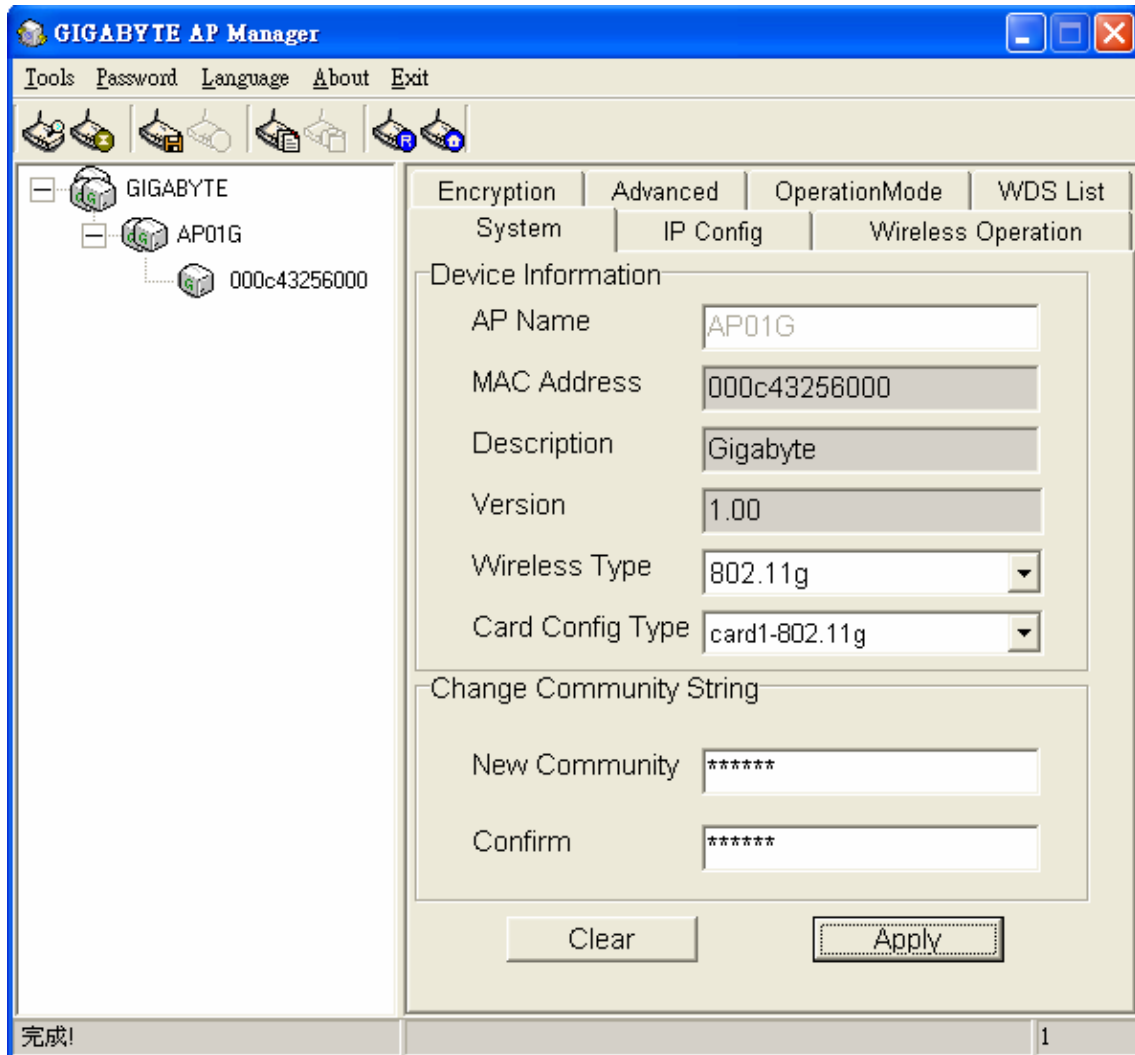 GIGABYTE AP Manager
Tools Password Language About Exit
GIGABYTE
AP01G
000c43256000
Encryption Advanced OperationMode WDS List
System IP Config Wireless Operation
Device Information
AP Name AP01G
MAC Address 000c43256000
Description Gigabyte
Version 1.00
Wireless Type 802.11g
Card Config Type card1-802.11g
Change Community String
New Community ******
Confirm ******
Clear Apply
完成! 1